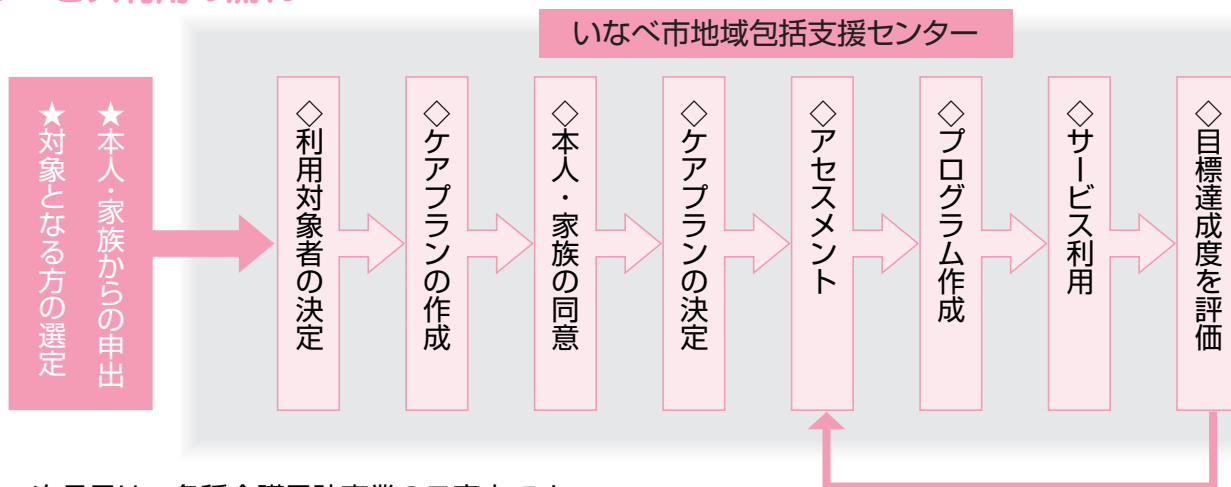 いなべ市地域包括支援センター
★本人・家族からの申出
★対象となる方の選定
◇利用対象者の決定
◇ケアプランの作成
◇本人・家族の同意
◇ケアプランの決定
◇アセスメント
◇プログラム作成
◇サービス利用
◇目標達成度を評価